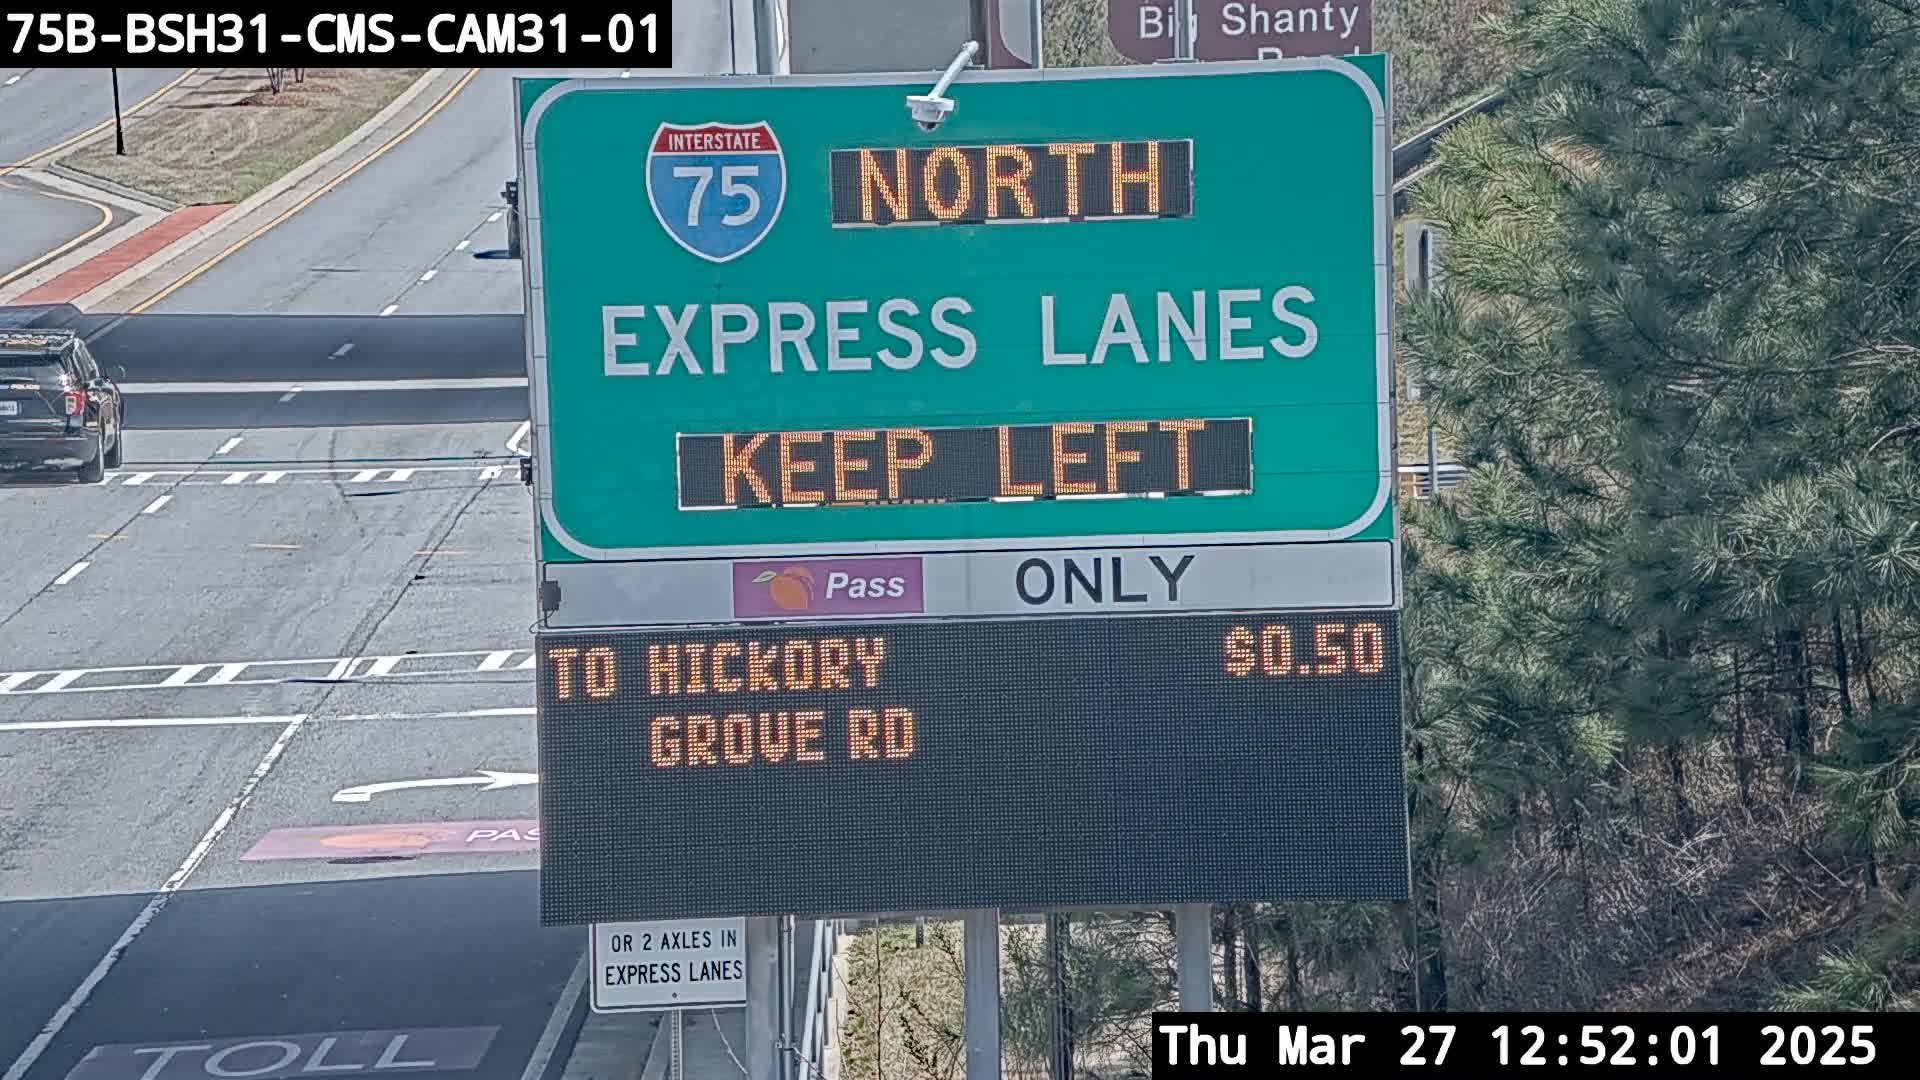 75B-BSH31-CMS-CAM31-01
Big Shanty
INTERSTATE
75
NORTH
EXPRESS LANES
KEEP LEFT
Pass ONLY
TO HICKORY $0.50
GROVE RD
OR 2 AXLES IN
EXPRESS LANES
TOLL
Thu Mar 27 12:52:01 2025